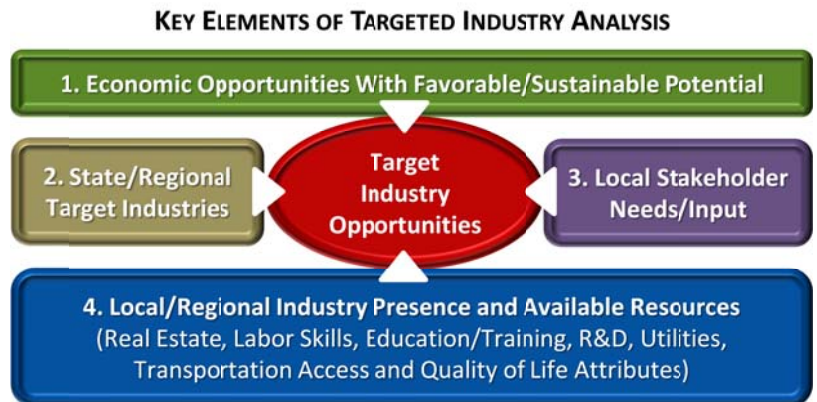 KEY ELEMENTS OF TARGETED INDUSTRY ANALYSIS
1. Economic Opportunities With Favorable/Sustainable Potential
2. State/Regional
Target Industries
Target
Industry
Opportunities
3. Local Stakeholder
Needs/Input
4. Local/Regional Industry Presence and Available Resources
(Real Estate, Labor Skills, Education/Training, R&D, Utilities,
Transportation Access and Quality of Life Attributes)